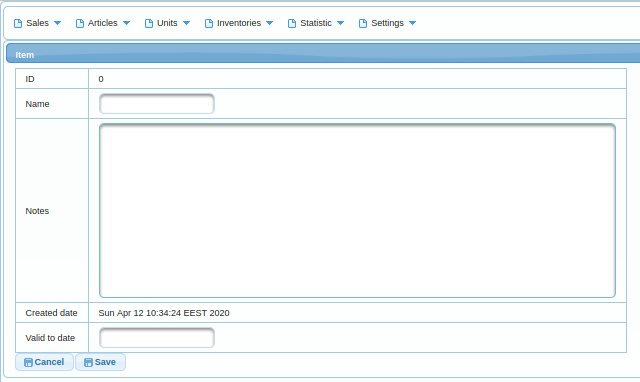 Sales Articles Units Inventories Statistic Settings
Item
ID 0
Name
Notes
Created date Sun Apr 12 10:34:24 EEST 2020
Valid to date
Cancel Save